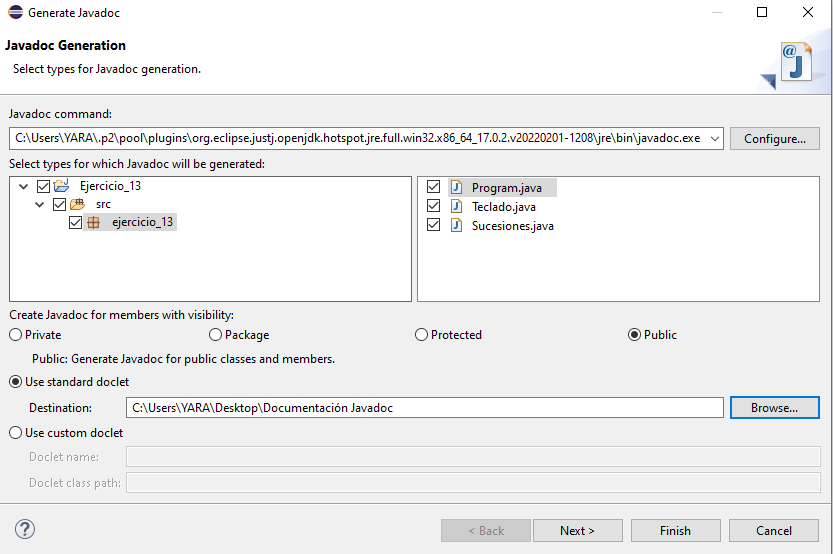 Generate Javadoc
Javadoc Generation
Select types for Javadoc generation.
Javadoc command:
C:\Users\YARA\.p2\pool\plugins\org.eclipse.justj.openjdk.hotspot.jre.full.win32.x86_64_17.0.2.v20220201-1208\jre\bin\javadoc.exe Configure...
Select types for which Javadoc will be generated:
Ejercicio_13 Program.java
src Teclado.java
ejercicio_13 Sucesiones.java
Create Javadoc for members with visibility:
Private Package Protected Public
Public: Generate Javadoc for public classes and members.
Use standard doclet
Destination: C:\Users\YARA\Desktop\Documentación Javadoc Browse...
Use custom doclet
Doclet name:
Doclet class path:
? < Back Next > Finish Cancel